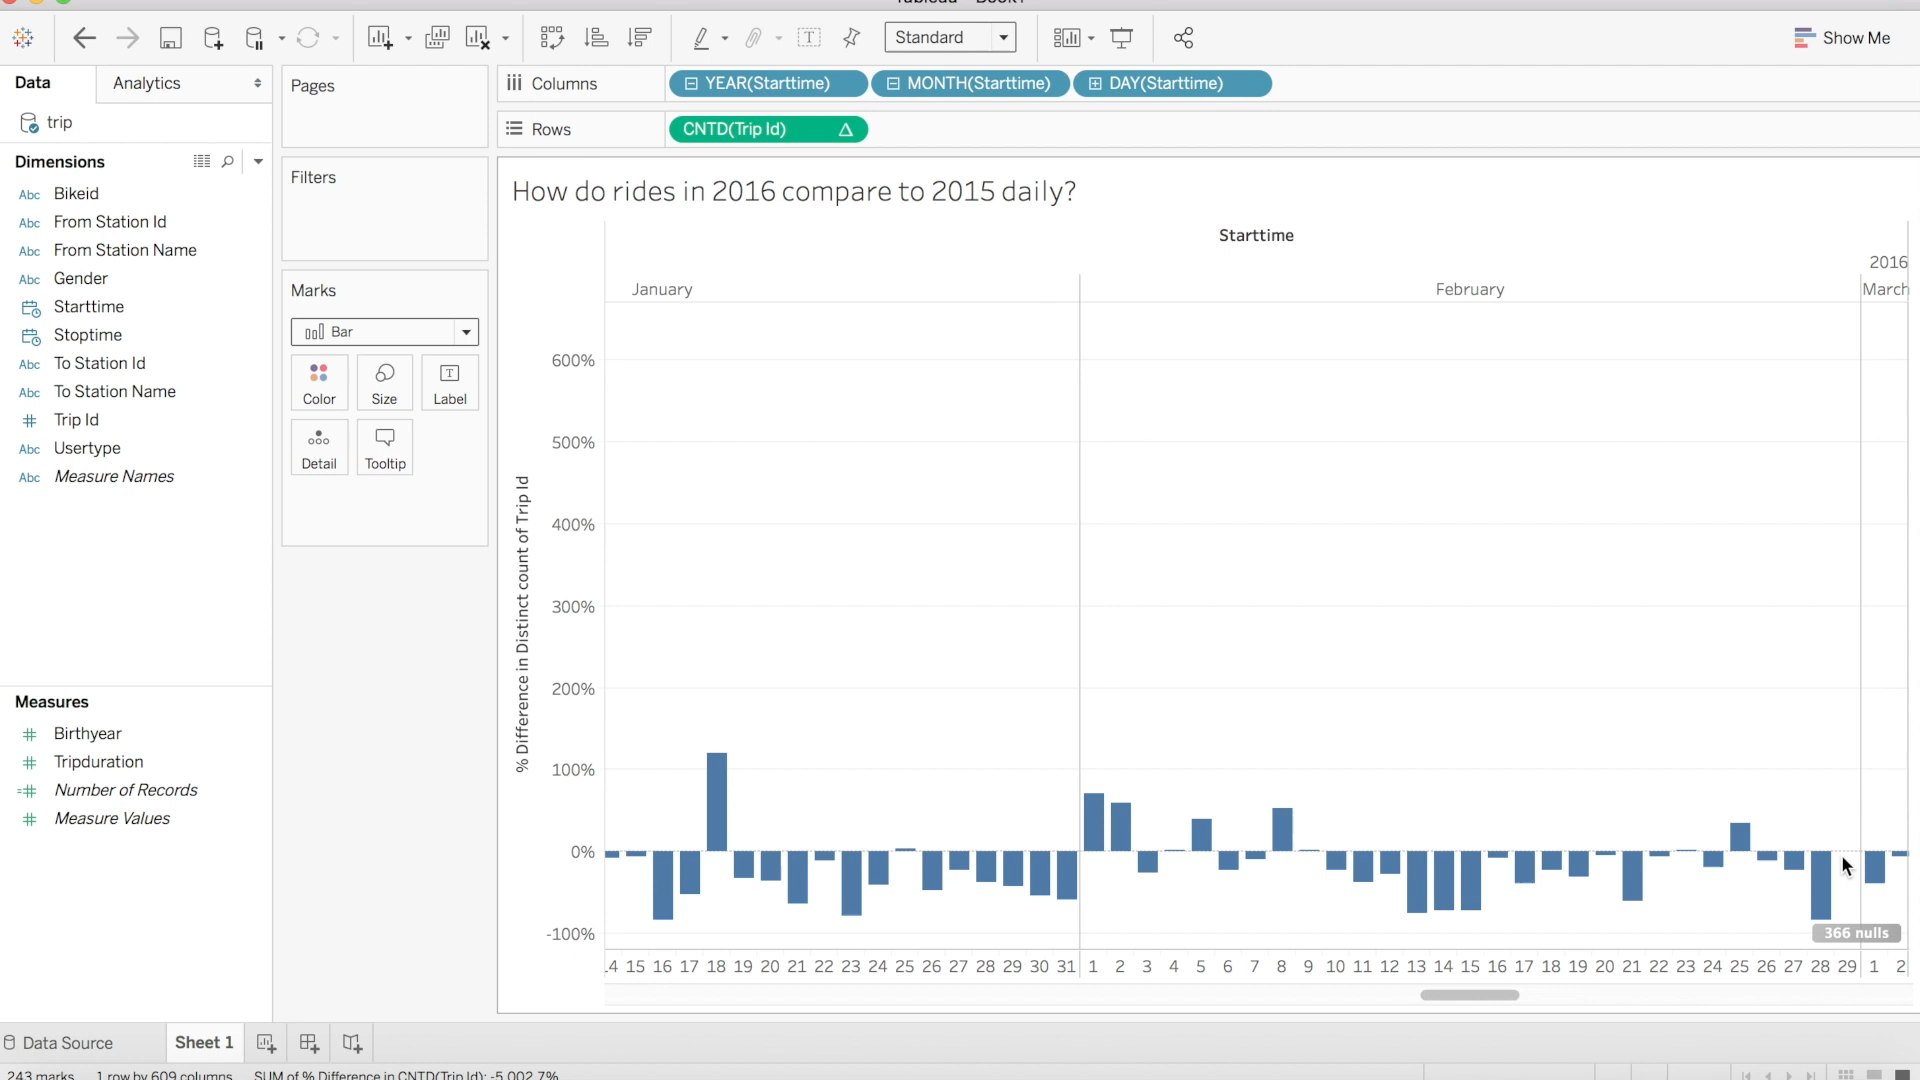 Standard
Show Me
Data
Analytics
Pages
Columns
YEAR(Starttime)
MONTH(Starttime)
DAY(Starttime)
trip
Rows
CNTD(Trip Id)
Dimensions
Abc Bikeid
Abc From Station Id
Abc From Station Name
Abc Gender
Starttime
Stoptime
Abc To Station Id
Abc To Station Name
# Trip Id
Abc Usertype
Abc Measure Names
Measures
# Birthyear
# Tripduration
=# Number of Records
# Measure Values
Filters
Marks
Bar
Color
Size
Label
Detail
Tooltip
How do rides in 2016 compare to 2015 daily?
Starttime
2016
January
February
March
% Difference in Distinct count of Trip Id
600%
500%
400%
300%
200%
100%
0%
-100%
366 nulls
15 16 17 18 19 20 21 22 23 24 25 26 27 28 29 30 31 1 2 3 4 5 6 7 8 9 10 11 12 13 14 15 16 17 18 19 20 21 22 23 24 25 26 27 28 29 1 2
Data Source
Sheet 1
243 marks
1 row by 609 columns
SUM of % Difference in CNTD(Trip Id): -5,002.7%